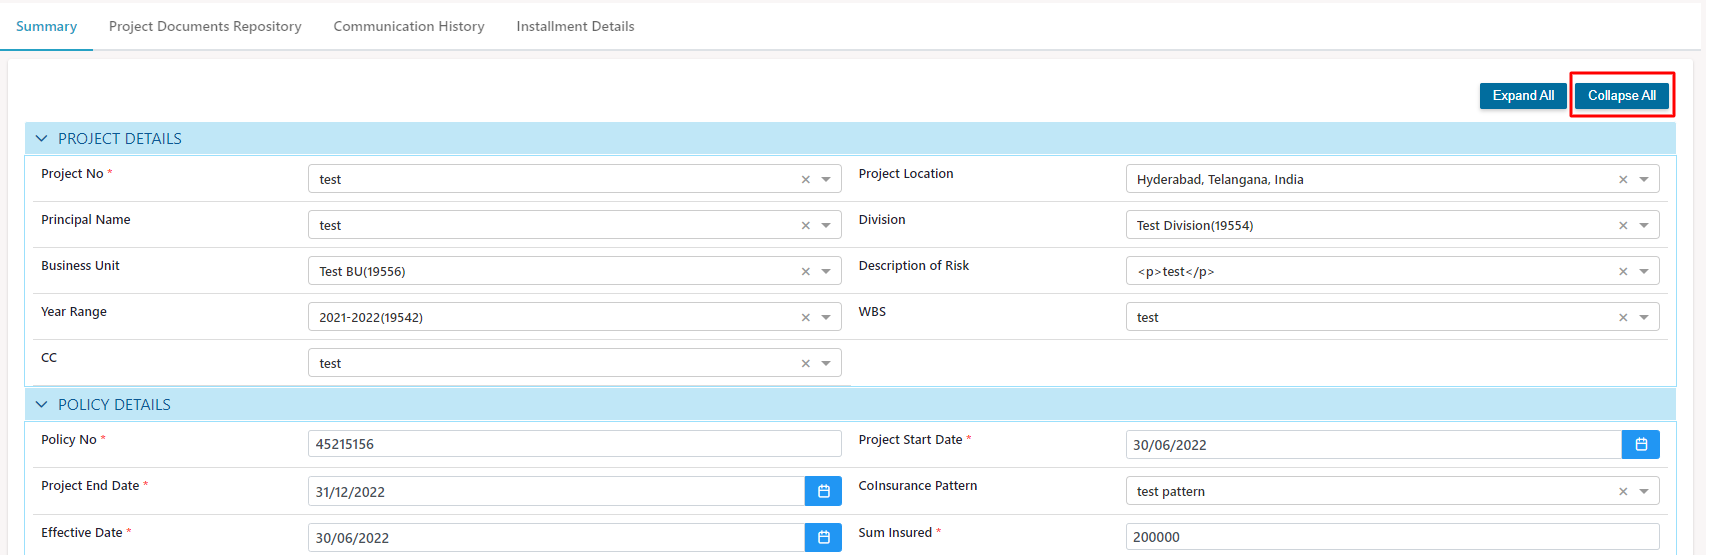 Summary Project Documents Repository Communication History Installment Details
Expand All Collapse All
PROJECT DETAILS
Project No * test Project Location Hyderabad, Telangana, India
Principal Name test Division Test Division(19554)
Business Unit Test BU(19556) Description of Risk <p>test</p>
Year Range 2021-2022(19542) WBS test
CC test
POLICY DETAILS
Policy No * 45215156 Project Start Date * 30/06/2022
Project End Date * 31/12/2022 CoInsurance Pattern test pattern
Effective Date * 30/06/2022 Sum Insured * 200000